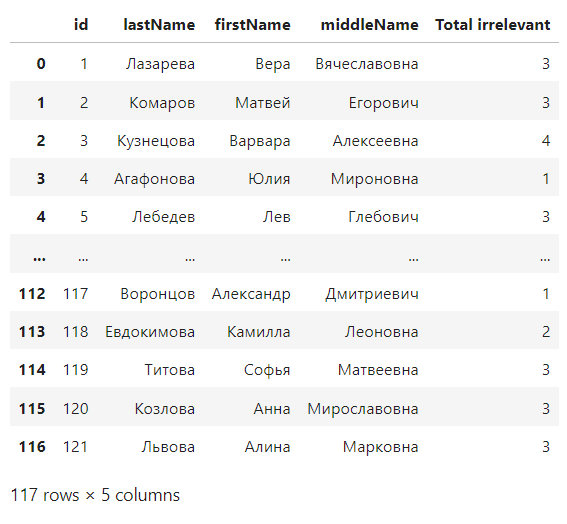 id lastName firstName middleName Total irrelevant
0 1 Лазарева Вера Вячеславовна 3
1 2 Комаров Матвей Егорович 3
2 3 Кузнецова Варвара Алексеевна 4
3 4 Агафонова Юлия Мироновна 1
4 5 Лебедев Лев Глебович 3
... ... ... ... ... ...
112 117 Воронцов Александр Дмитриевич 1
113 118 Евдокимова Камилла Леоновна 2
114 119 Титова Софья Матвеевна 3
115 120 Козлова Анна Мирославовна 3
116 121 Львова Алина Марковна 3
117 rows × 5 columns